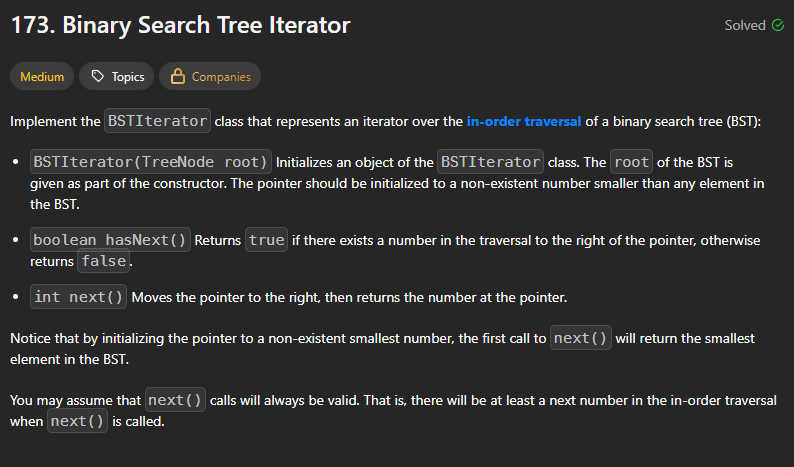 173. Binary Search Tree Iterator
Solved
Medium
Topics
Companies
Implement the BSTIterator class that represents an iterator over the in-order traversal of a binary search tree (BST):
• BSTIterator(TreeNode root) Initializes an object of the BSTIterator class. The root of the BST is
given as part of the constructor. The pointer should be initialized to a non-existent number smaller than any element in
the BST.
• boolean hasNext() Returns true if there exists a number in the traversal to the right of the pointer, otherwise
returns false.
• int next() Moves the pointer to the right, then returns the number at the pointer.
Notice that by initializing the pointer to a non-existent smallest number, the first call to next() will return the smallest
element in the BST.
You may assume that next() calls will always be valid. That is, there will be at least a next number in the in-order traversal
when next() is called.